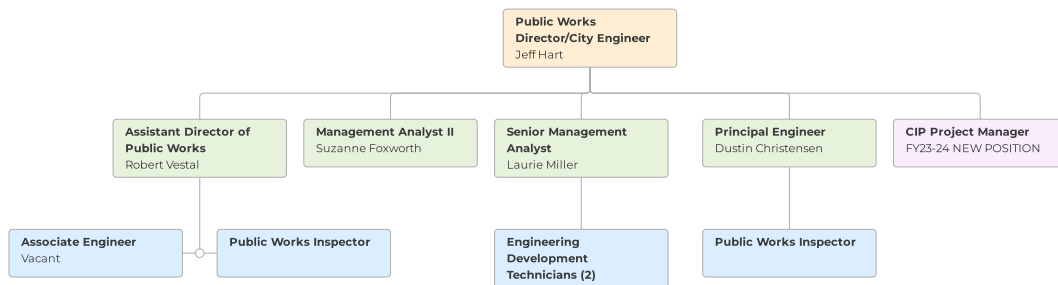 Public Works
Director/City Engineer
Jeff Hart
Assistant Director of
Public Works
Robert Vestal
Management Analyst II
Suzanne Foxworth
Senior Management
Analyst
Laurie Miller
Principal Engineer
Dustin Christensen
CIP Project Manager
FY23-24 NEW POSITION
Associate Engineer
Vacant
Public Works Inspector
Engineering
Development
Technicians (2)
Public Works Inspector